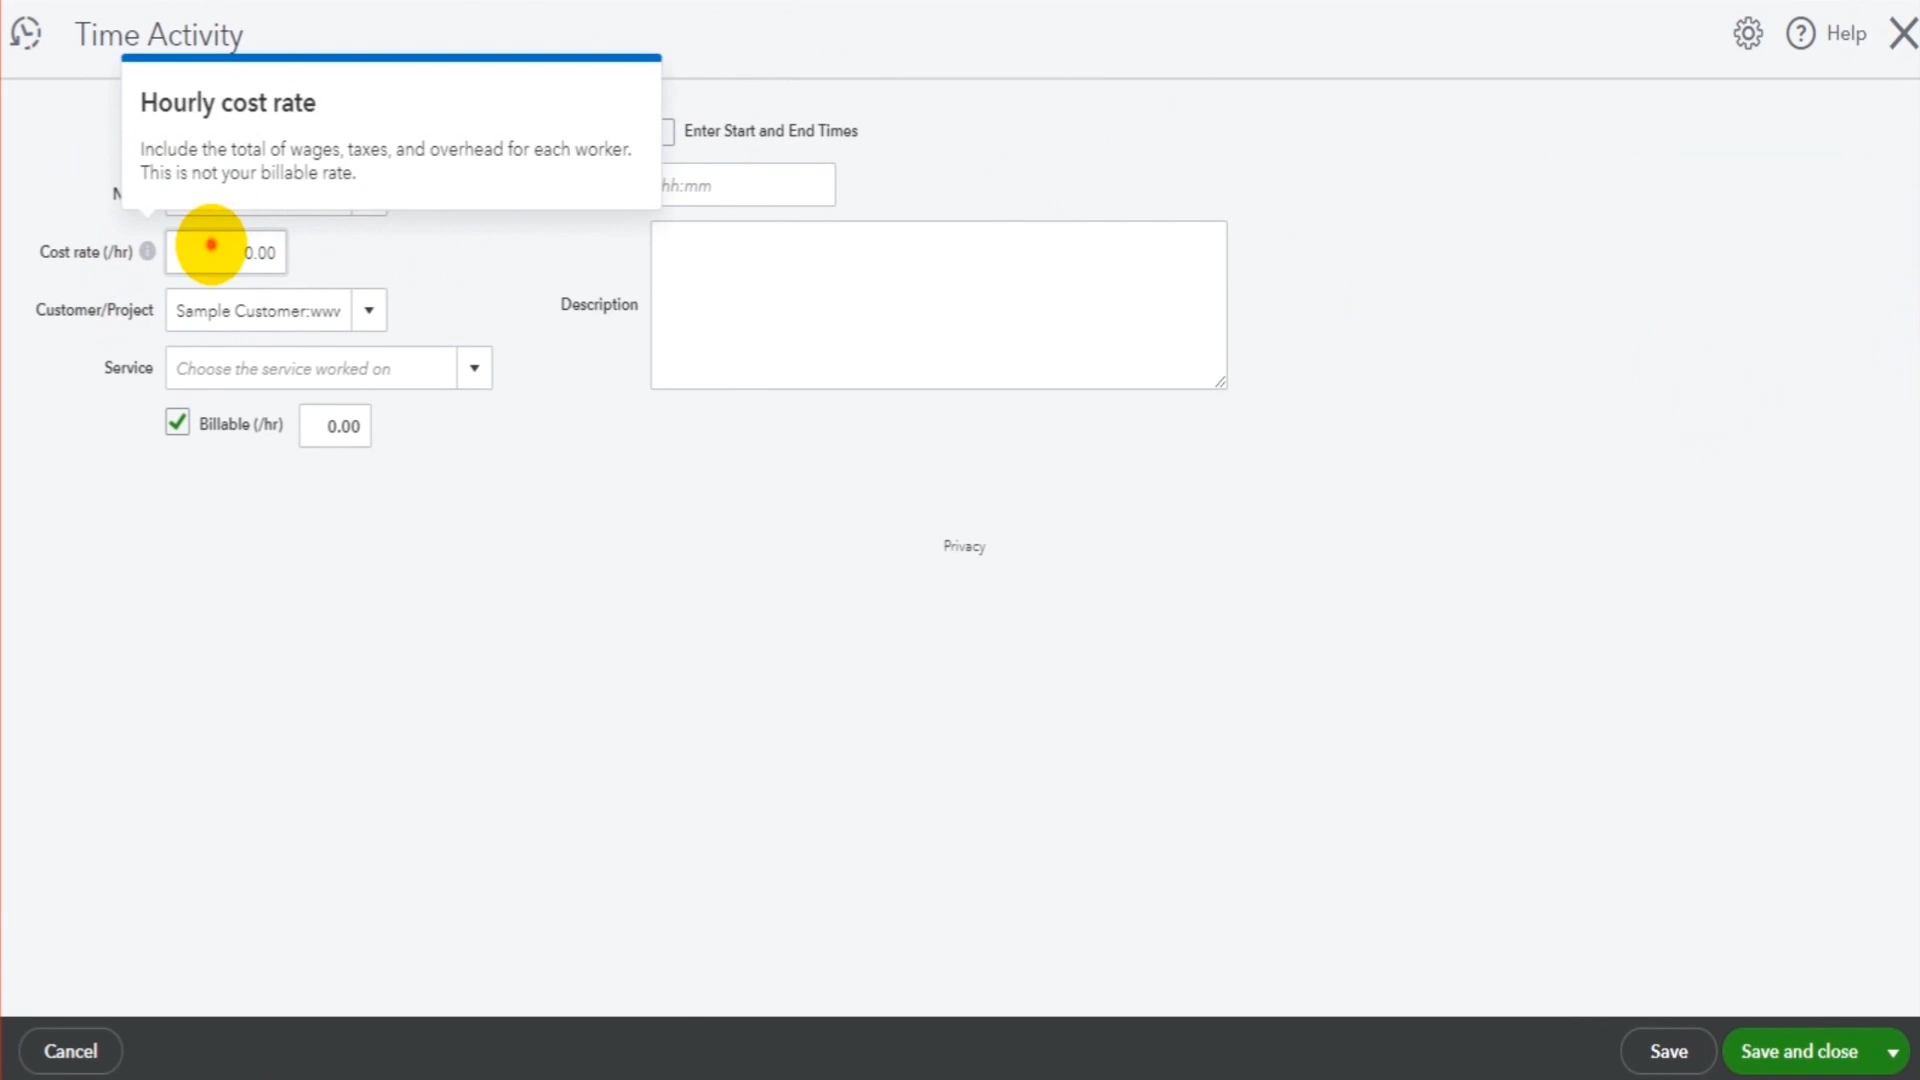 Time Activity
Help
Hourly cost rate
Include the total of wages, taxes, and overhead for each worker.
This is not your billable rate.
Enter Start and End Times
hh:mm
Cost rate (/hr)
0.00
Customer/Project
Sample Customer:wwv
Description
Service
Choose the service worked on
Billable (/hr)
0.00
Privacy
Cancel
Save
Save and close